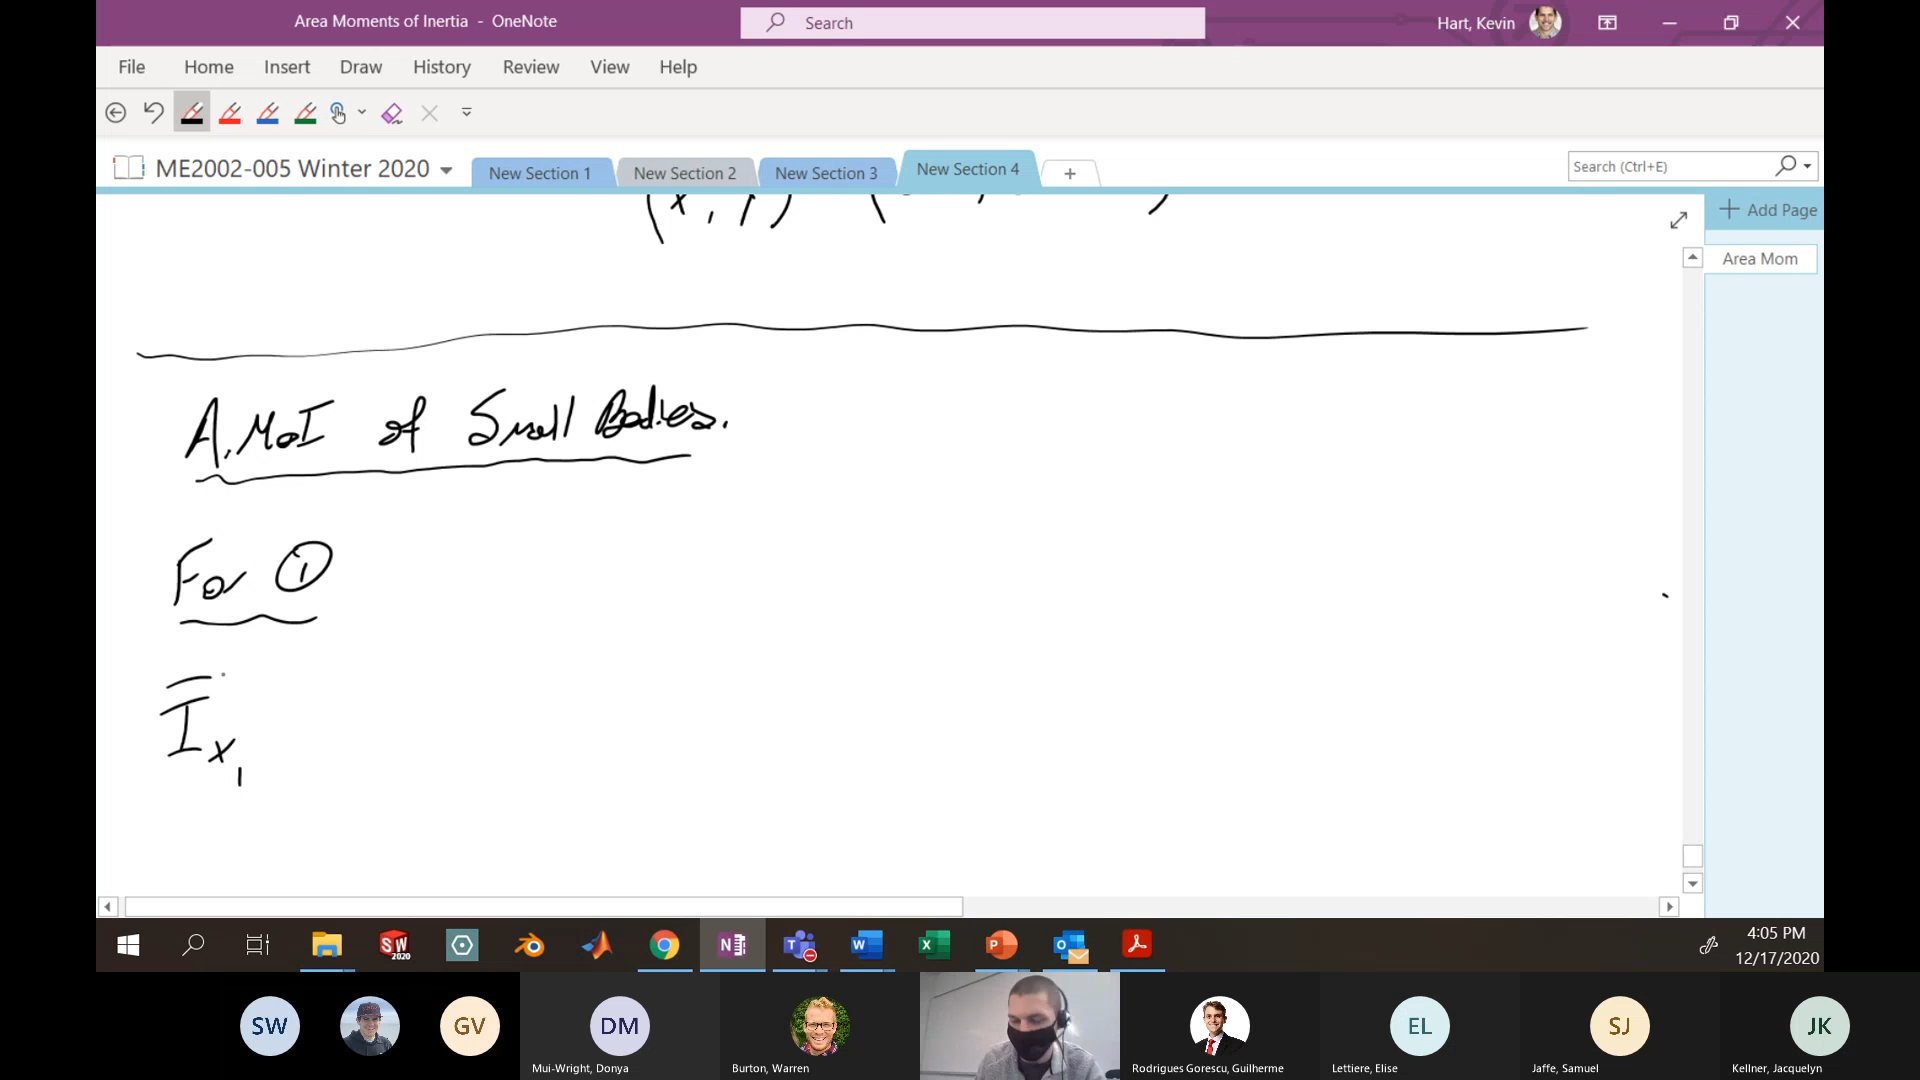 Area Moments of Inertia - OneNote
Search
Hart, Kevin
File Home Insert Draw History Review View Help
ME2002-005 Winter 2020
New Section 1
New Section 2
New Section 3
New Section 4
+
Search (Ctrl+E)
Add Page
Area Mom
A.MoI of Small Bodies.
For ①
I̿x₁
SW
2020
N
T
W
X
P
O
4:05 PM
12/17/2020
SW
GV
DM
EL
SJ
JK
Mui-Wright, Donya
Burton, Warren
Rodrigues Gorescu, Guilherme
Lettiere, Elise
Jaffe, Samuel
Kellner, Jacquelyn